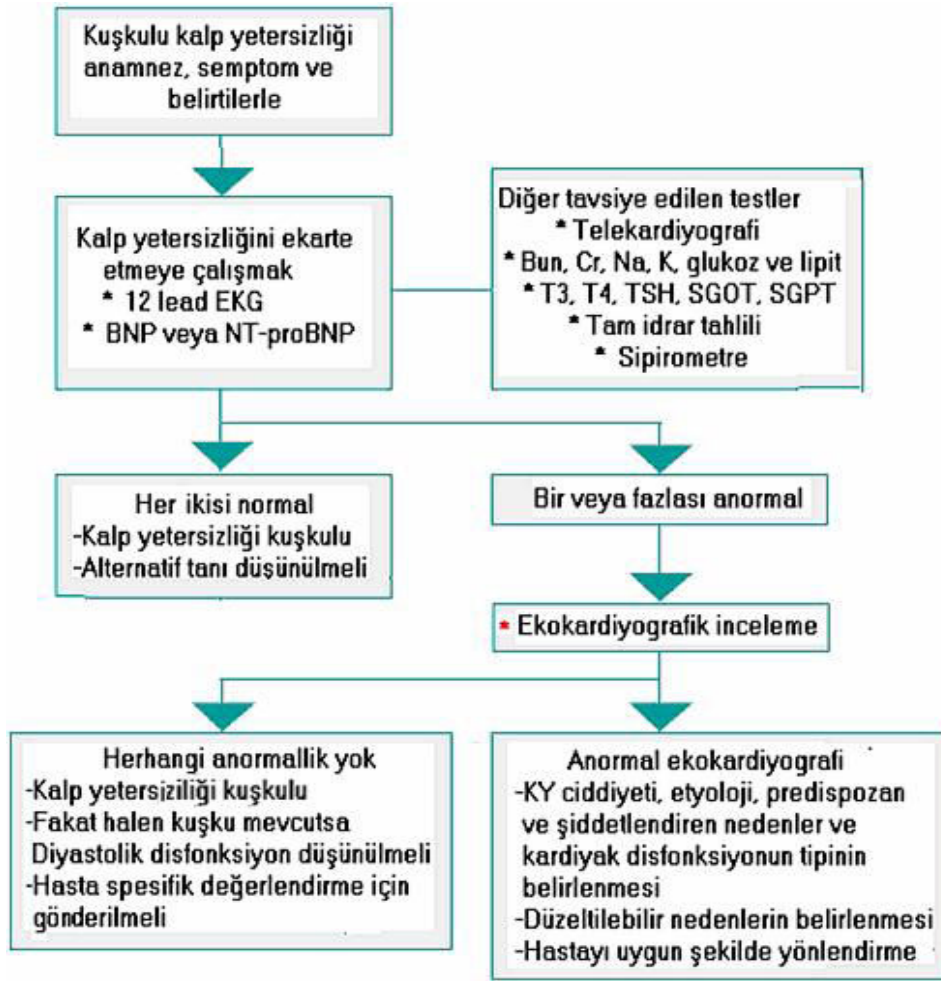 Kuşkulu kalp yetersizliği
anamnez, semptom ve
belirtilerle
Kalp yetersizliğini ekarte
etmeye çalışmak
* 12 lead EKG
* BNP veya NT-proBNP
Diğer tavsiye edilen testler
* Telekardiyografi
* Bun, Cr, Na, K, glukoz ve lipit
* T3, T4, TSH, SGOT, SGPT
* Tam idrar tahlili
* Sipirometre
Her ikisi normal
-Kalp yetersizliği kuşkulu
-Alternatif tanı düşünülmeli
Bir veya fazlası anormal
* Ekokardiyografik inceleme
Herhangi anormallik yok
-Kalp yetersiziliği kuşkulu
-Fakat halen kuşku mevcutsa
Diyastolik disfonksiyon düşünülmeli
-Hasta spesifik değerlendirme için
gönderilmeli
Anormal ekokardiyografi
-KY ciddiyeti, etyoloji, predispozan
ve şiddetlendiren nedenler ve
kardiyak disfonksiyonun tipinin
belirlenmesi
-Düzeltilebilir nedenlerin belirlenmesi
-Hastayı uygun şekilde yönlendirme